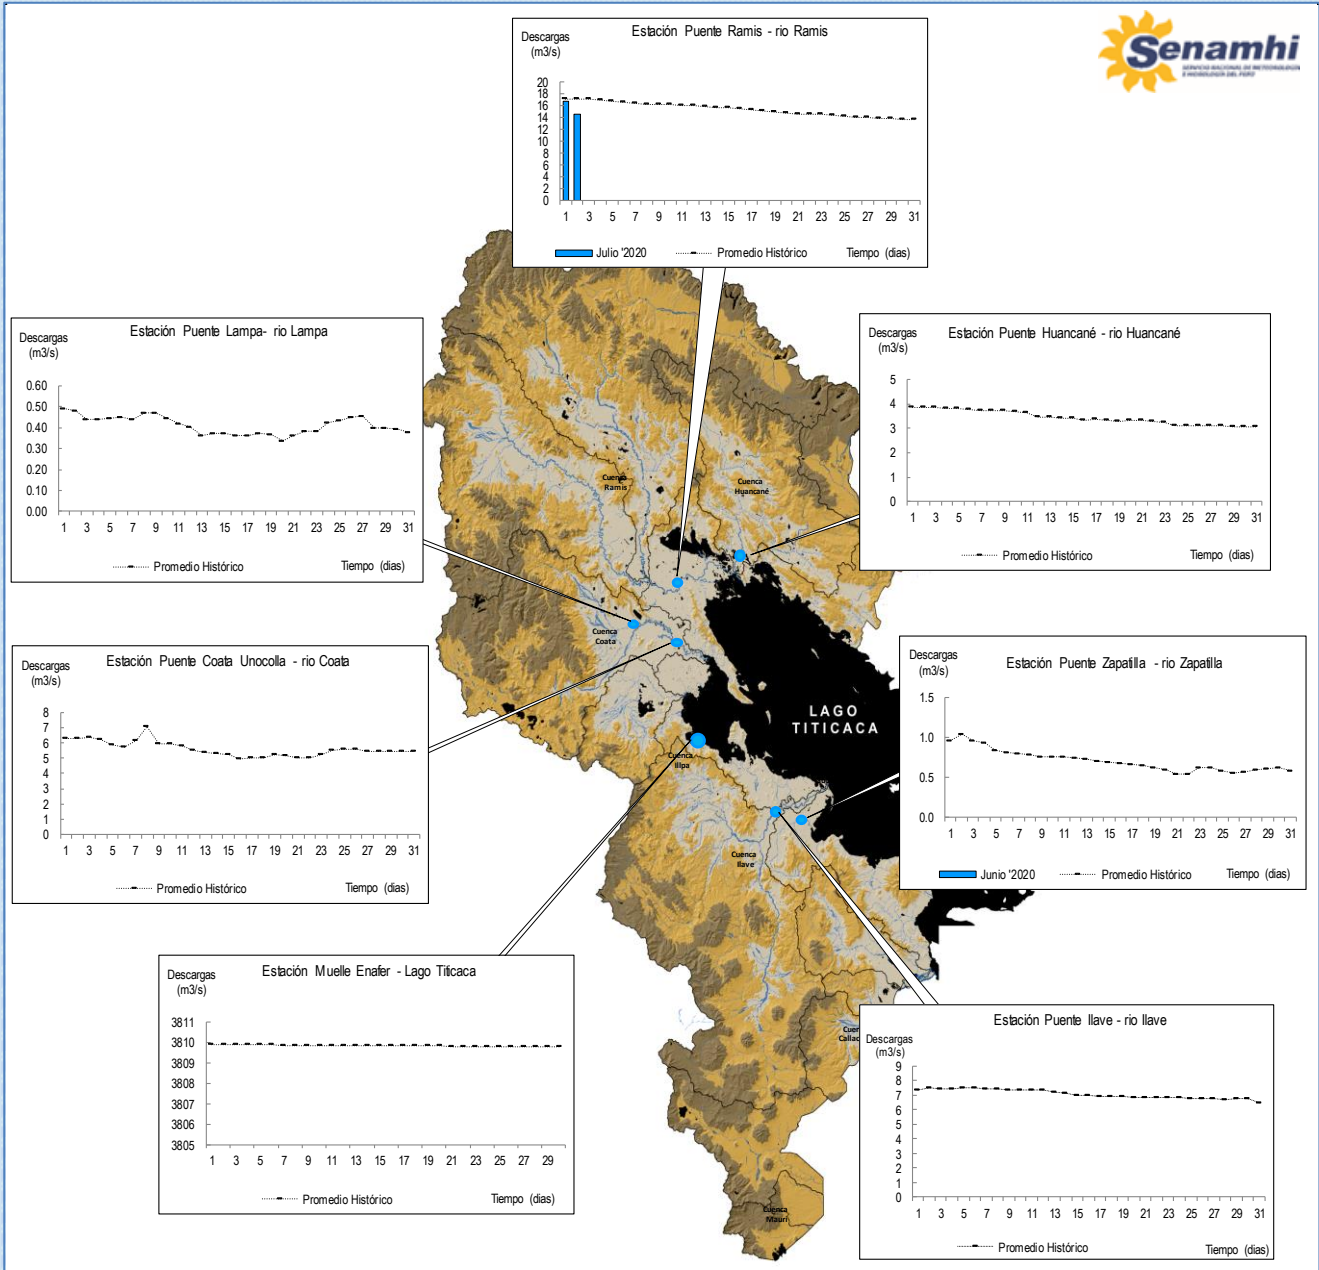 Senamhi
SERVICIO NACIONAL DE METEOROLOGÍA
E HIDROLOGÍA DEL PERÚ
Estación Puente Ramis - rio Ramis
Descargas
(m3/s)
20
18
16
14
12
10
8
6
4
2
0
1 3 5 7 9 11 13 15 17 19 21 23 25 27 29 31
Julio '2020 Promedio Histórico Tiempo (dias)
Estación Puente Lampa- rio Lampa
Descargas
(m3/s)
0.60
0.50
0.40
0.30
0.20
0.10
0.00
1 3 5 7 9 11 13 15 17 19 21 23 25 27 29 31
Promedio Histórico Tiempo (dias)
Estación Puente Huancané - rio Huancané
Descargas
(m3/s)
5
4
3
2
1
0
1 3 5 7 9 11 13 15 17 19 21 23 25 27 29 31
Promedio Histórico Tiempo (dias)
Cuenca
Ramis
Cuenca
Huancané
Cuenca
Coata
Estación Puente Coata Unocolla - rio Coata
Descargas
(m3/s)
8
7
6
5
4
3
2
1
0
1 3 5 7 9 11 13 15 17 19 21 23 25 27 29 31
Promedio Histórico Tiempo (dias)
LAGO
TITICACA
Cuenca
Illpa
Estación Puente Zapatilla - rio Zapatilla
Descargas
(m3/s)
1.5
1.0
0.5
0.0
1 3 5 7 9 11 13 15 17 19 21 23 25 27 29 31
Junio '2020 Promedio Histórico Tiempo (dias)
Cuenca
Ilave
Estación Muelle Enafer - Lago Titicaca
Descargas
(m3/s)
3811
3810
3809
3808
3807
3806
3805
1 3 5 7 9 11 13 15 17 19 21 23 25 27 29
Promedio Histórico Tiempo (dias)
Cuen
Callac
Estación Puente Ilave - rio Ilave
Descargas
(m3/s)
9
8
7
6
5
4
3
2
1
0
1 3 5 7 9 11 13 15 17 19 21 23 25 27 29 31
Promedio Histórico Tiempo (dias)
Cuenca
Mauri